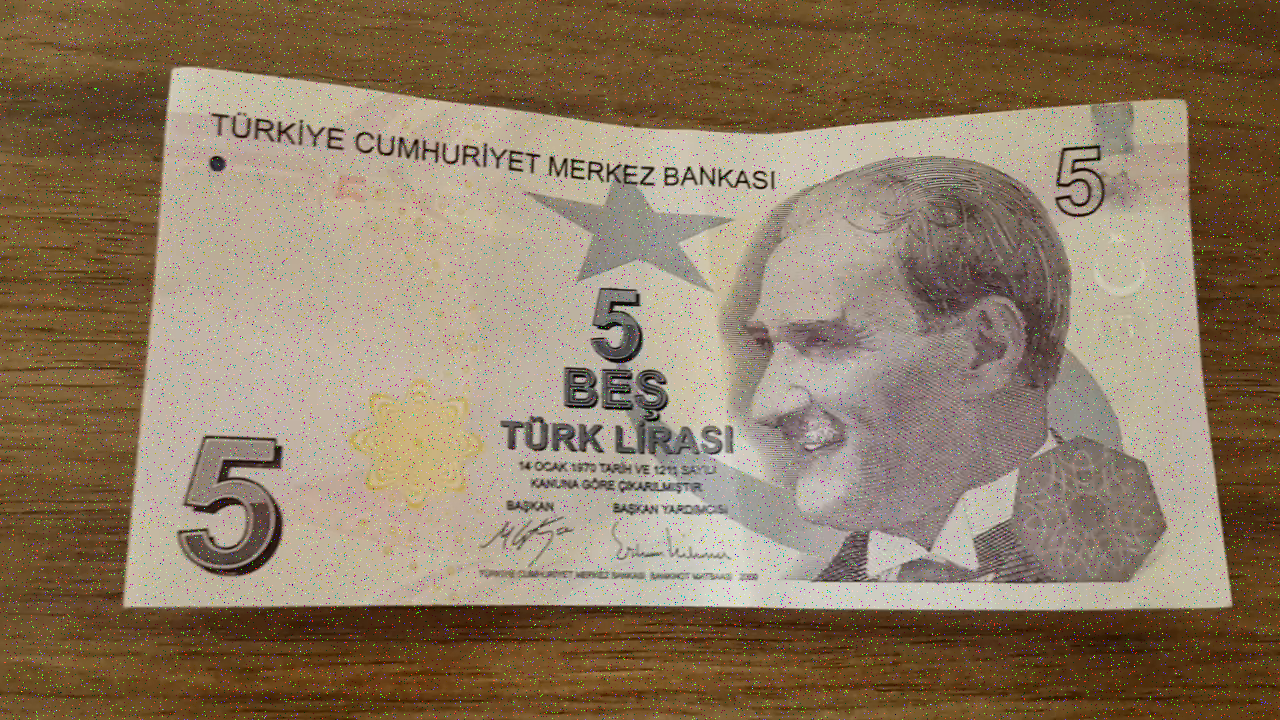 TÜRKİYE CUMHURİYET MERKEZ BANKASI
5
5
BEŞ
TÜRK LİRASI
14 OCAK 1970 TARİH VE 1211 SAYILI
KANUNA GÖRE ÇIKARILMIŞTIR
BAŞKAN BAŞKAN YARDIMCISI
5
TÜRKİYE CUMHURİYET MERKEZ BANKASI BANKNOT MATBAASI 2009